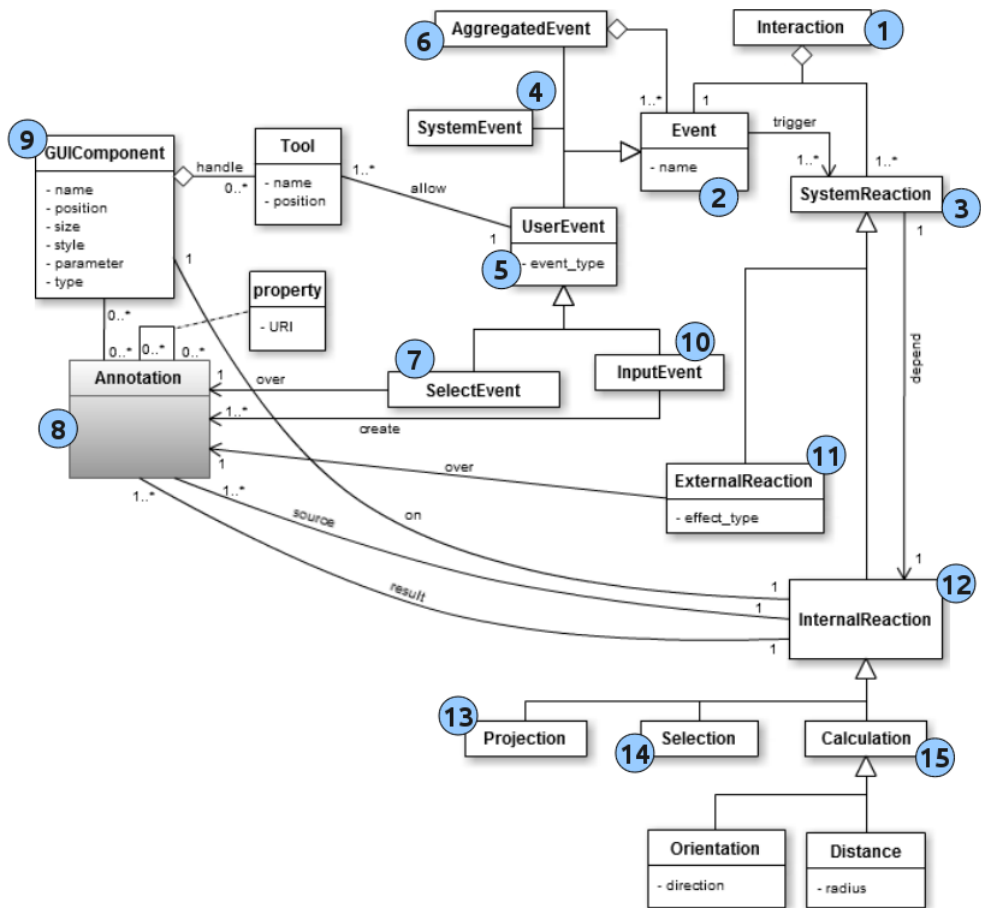 AggregatedEvent
6
Interaction
1
4
SystemEvent
1..*
1
Event
- name
2
trigger
1..*
1..*
SystemReaction
3
1
9
GUIComponent
- name
- position
- size
- style
- parameter
- type
handle
0..*
Tool
- name
- position
1..*
allow
1
UserEvent
- event_type
5
1
property
- URI
0..*
0..*
0..*
0..*
Annotation
8
7
SelectEvent
10
InputEvent
1
over
1..*
create
1
over
depend
11
ExternalReaction
- effect_type
1..*
1..*
source
on
result
1
1
1
1
12
InternalReaction
13
Projection
14
Selection
Calculation
15
Orientation
- direction
Distance
- radius